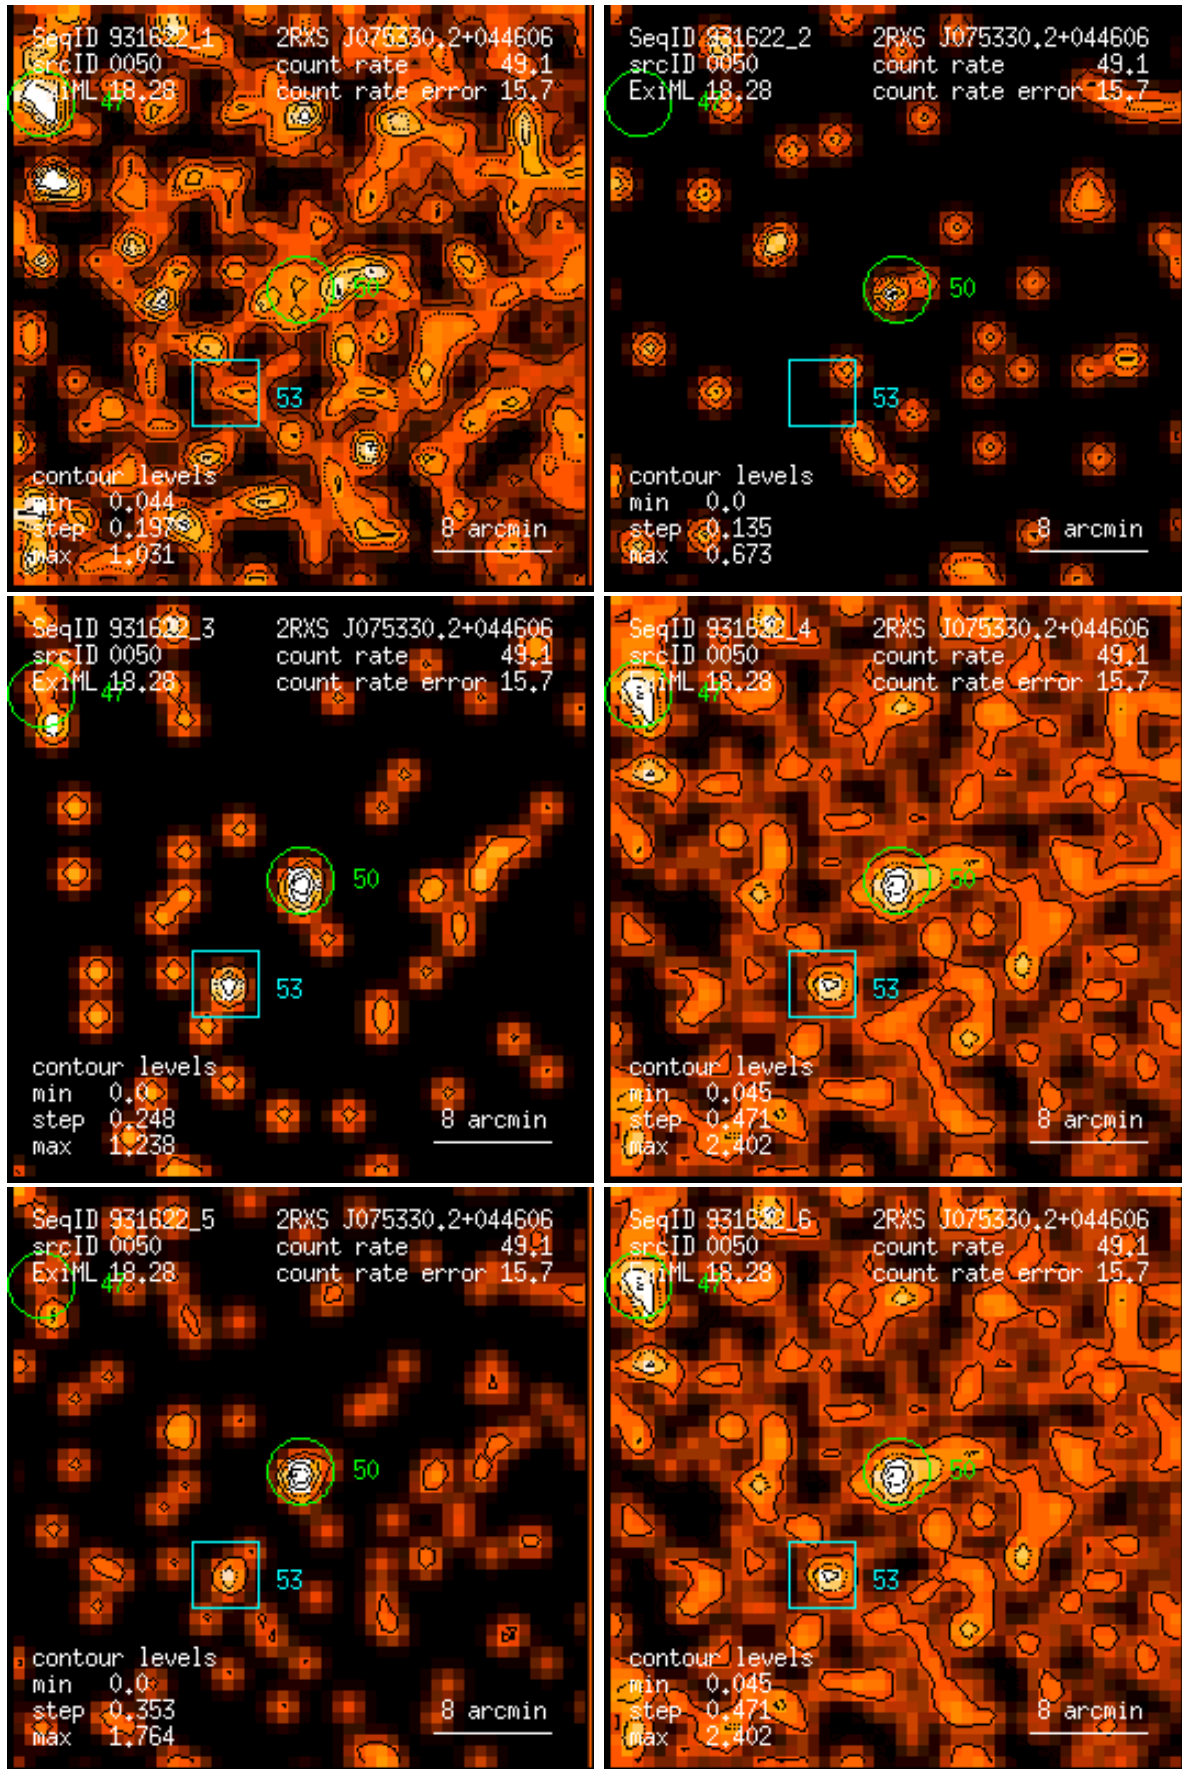 SeqID 931622_1 2RXS J075330.2+044606
srcID 0050 count rate 49.1
ExiML 18.28 count rate error 15.7
47
50
53
contour levels
min 0.044
step 0.197 8 arcmin
max 1.031
SeqID 931622_2 2RXS J075330.2+044606
srcID 0050 count rate 49.1
ExiML 18.28 count rate error 15.7
47
50
53
contour levels
min 0.0
step 0.135 8 arcmin
max 0.673
SeqID 931622_3 2RXS J075330.2+044606
srcID 0050 count rate 49.1
ExiML 18.28 count rate error 15.7
47
50
53
contour levels
min 0.0
step 0.248 8 arcmin
max 1.238
SeqID 931622_4 2RXS J075330.2+044606
srcID 0050 count rate 49.1
ExiML 18.28 count rate error 15.7
47
50
53
contour levels
min 0.045
step 0.471 8 arcmin
max 2.402
SeqID 931622_5 2RXS J075330.2+044606
srcID 0050 count rate 49.1
ExiML 18.28 count rate error 15.7
47
50
53
contour levels
min 0.0
step 0.353 8 arcmin
max 1.764
SeqID 931622_6 2RXS J075330.2+044606
srcID 0050 count rate 49.1
ExiML 18.28 count rate error 15.7
47
50
53
contour levels
min 0.045
step 0.471 8 arcmin
max 2.402